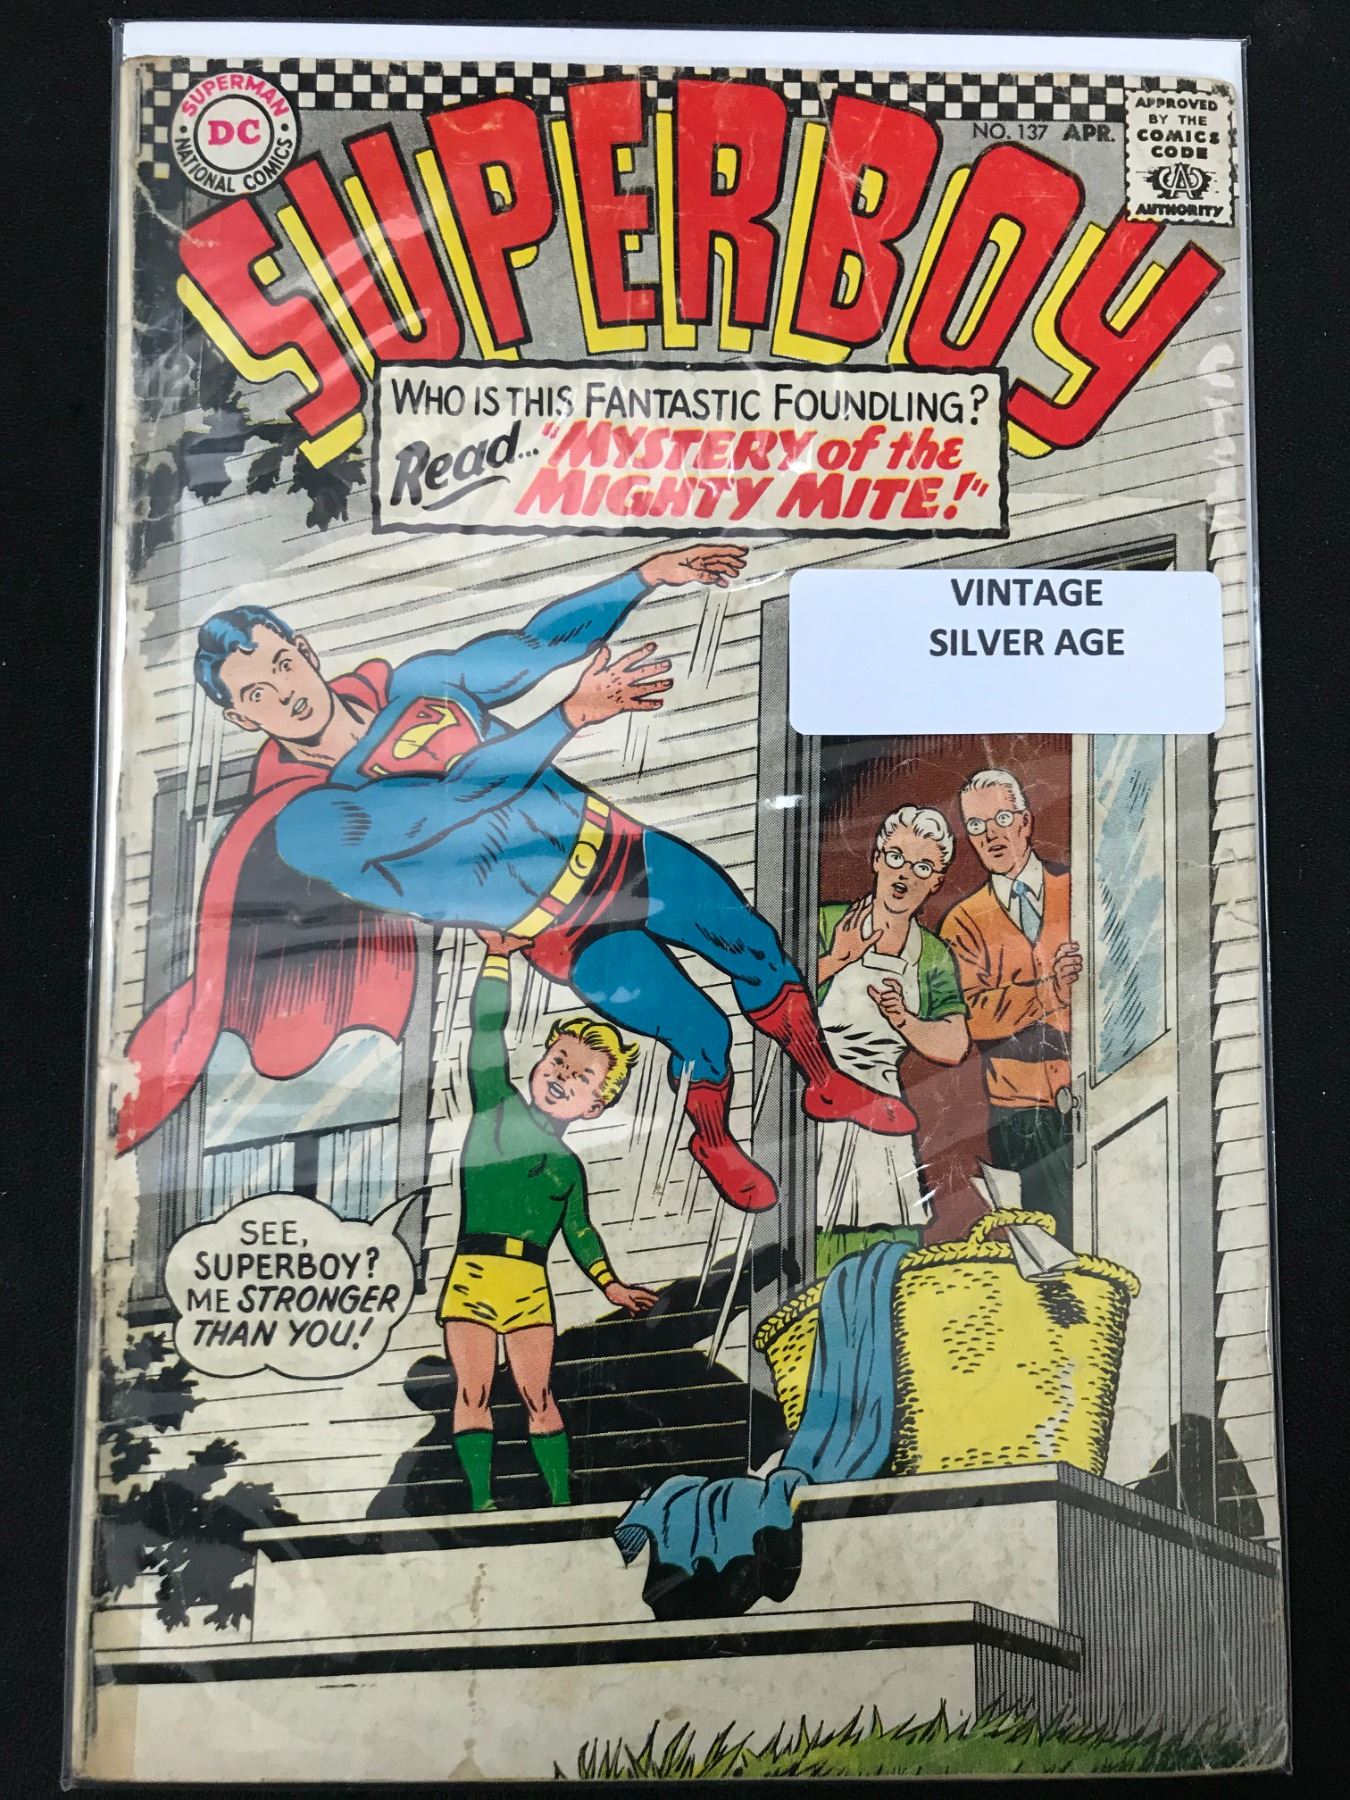 SUPERMAN
DC
NATIONAL COMICS
SUPERBOY
NO. 137 APR.
APPROVED
BY THE
COMICS
CODE
CA
AUTHORITY
WHO IS THIS FANTASTIC FOUNDLING?
Read... "MYSTERY of the
MIGHTY MITE!"
VINTAGE
SILVER AGE
SEE,
SUPERBOY?
ME STRONGER
THAN YOU!